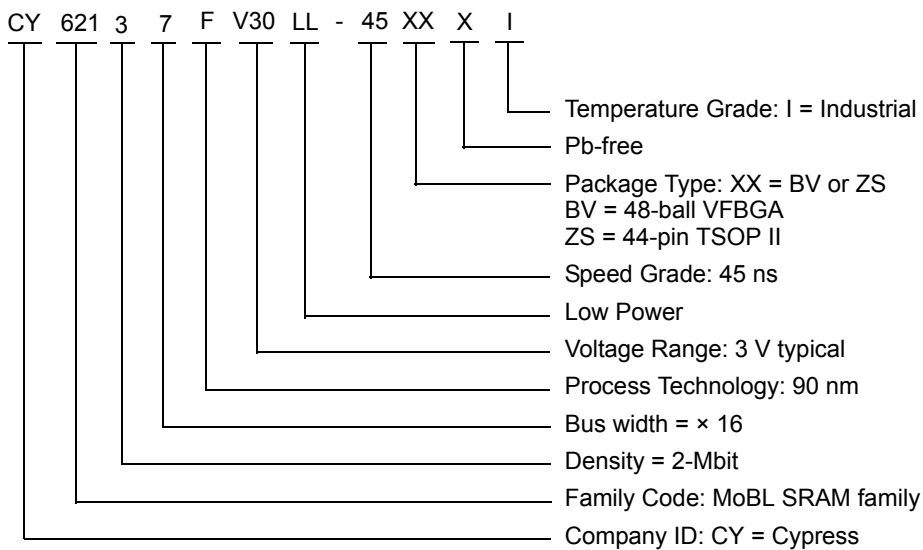 CY 621 3 7 F V30 LL - 45 XX X I
Temperature Grade: I = Industrial
Pb-free
Package Type: XX = BV or ZS
BV = 48-ball VFBGA
ZS = 44-pin TSOP II
Speed Grade: 45 ns
Low Power
Voltage Range: 3 V typical
Process Technology: 90 nm
Bus width = × 16
Density = 2-Mbit
Family Code: MoBL SRAM family
Company ID: CY = Cypress